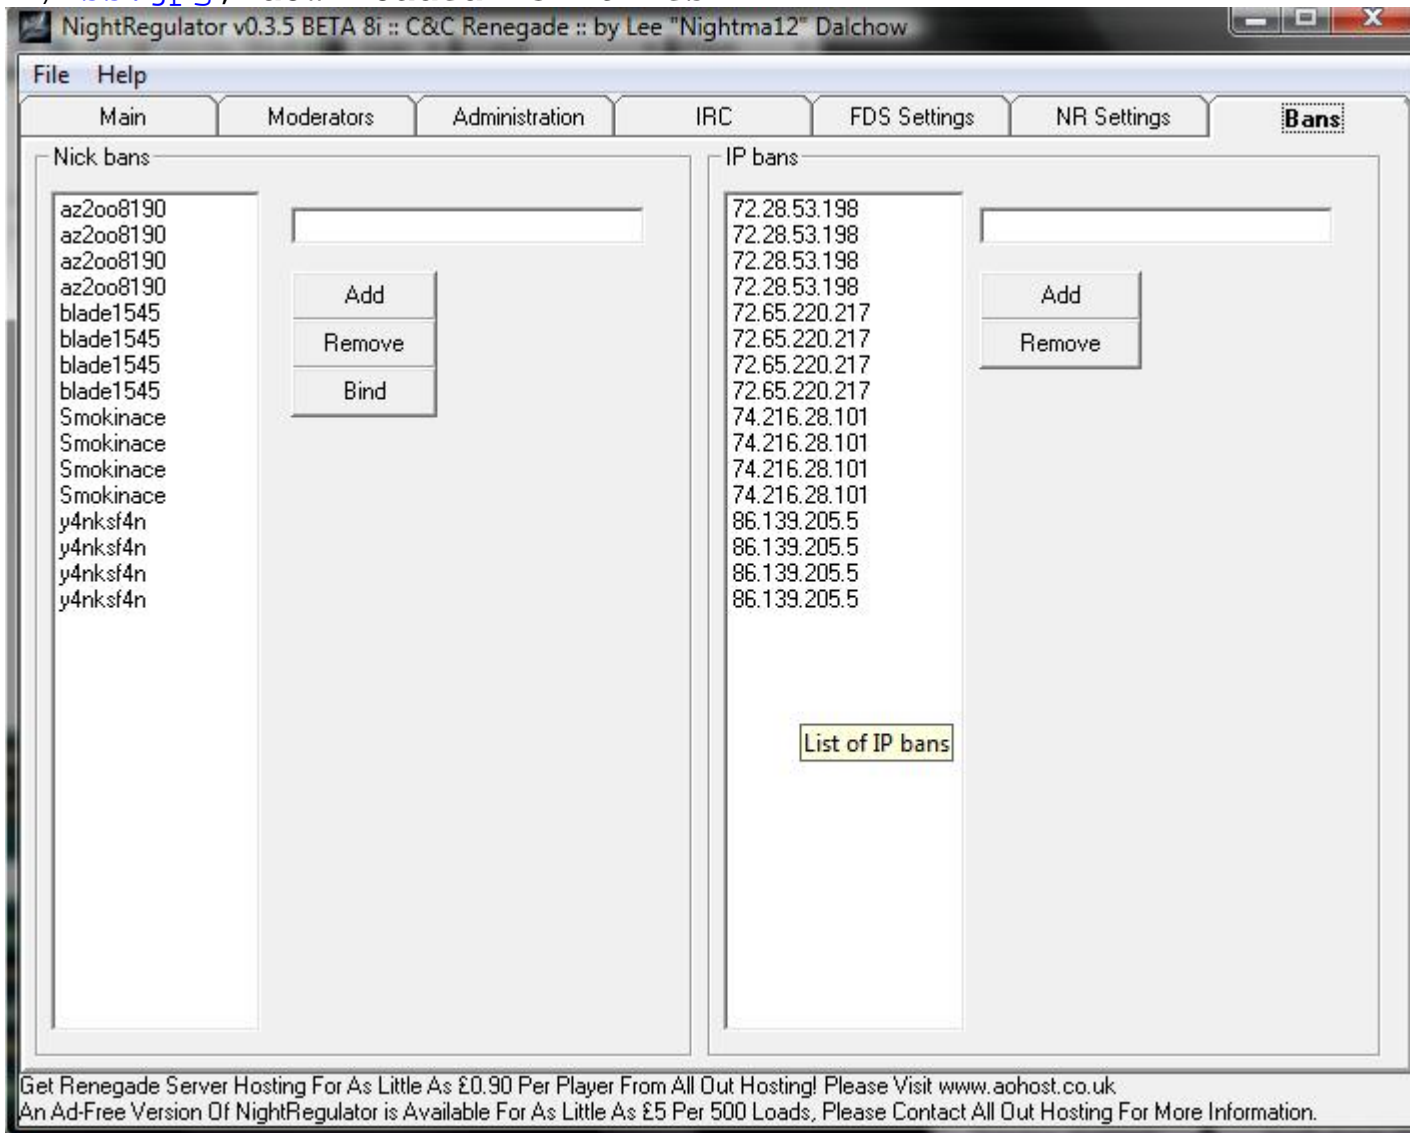 NightRegulator v0.3.5 BETA 8i :: C&C Renegade :: by Lee "Nightma12" Dalchow
File Help
Main Moderators Administration IRC FDS Settings NR Settings Bans
Nick bans
az2oo8190
az2oo8190
az2oo8190
az2oo8190
blade1545
blade1545
blade1545
blade1545
Smokinace
Smokinace
Smokinace
Smokinace
y4nksf4n
y4nksf4n
y4nksf4n
y4nksf4n
Add
Remove
Bind
IP bans
72.28.53.198
72.28.53.198
72.28.53.198
72.28.53.198
72.65.220.217
72.65.220.217
72.65.220.217
72.65.220.217
74.216.28.101
74.216.28.101
74.216.28.101
74.216.28.101
86.139.205.5
86.139.205.5
86.139.205.5
86.139.205.5
Add
Remove
List of IP bans
Get Renegade Server Hosting For As Little As £0.90 Per Player From All Out Hosting! Please Visit www.aohost.co.uk
An Ad-Free Version Of NightRegulator is Available For As Little As £5 Per 500 Loads, Please Contact All Out Hosting For More Information.